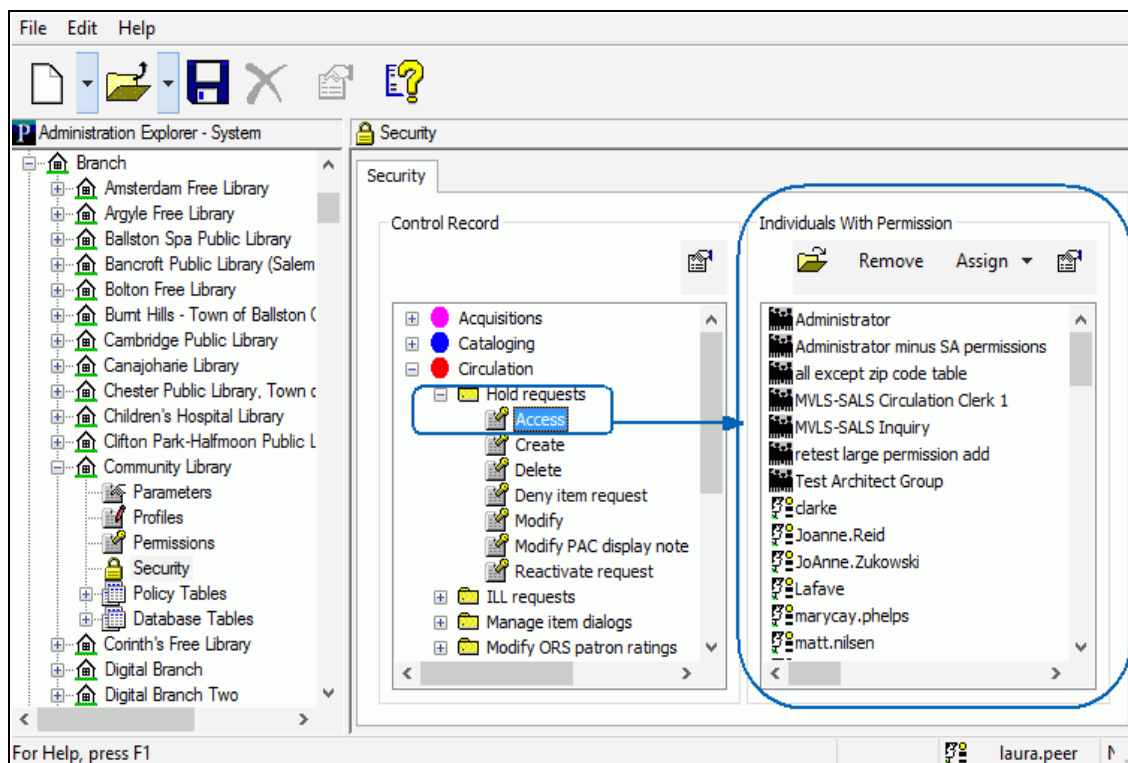 File Edit Help
Administration Explorer - System
Branch
Amsterdam Free Library
Argyle Free Library
Ballston Spa Public Library
Bancroft Public Library (Salem
Bolton Free Library
Burnt Hills - Town of Ballston C
Cambridge Public Library
Canajoharie Library
Chester Public Library, Town c
Children's Hospital Library
Clifton Park-Halfmoon Public L
Community Library
Parameters
Profiles
Permissions
Security
Policy Tables
Database Tables
Corinth's Free Library
Digital Branch
Digital Branch Two
Security
Security
Control Record
Acquisitions
Cataloging
Circulation
Hold requests
Access
Create
Delete
Deny item request
Modify
Modify PAC display note
Reactivate request
ILL requests
Manage item dialogs
Modify ORS patron ratings
Individuals With Permission
Remove Assign
Administrator
Administrator minus SA permissions
all except zip code table
MVLS-SALS Circulation Clerk 1
MVLS-SALS Inquiry
retest large permission add
Test Architect Group
clarke
Joanne.Reid
JoAnne.Zukowski
Lafave
marycay.phelps
matt.nilsen
For Help, press F1
laura.peer